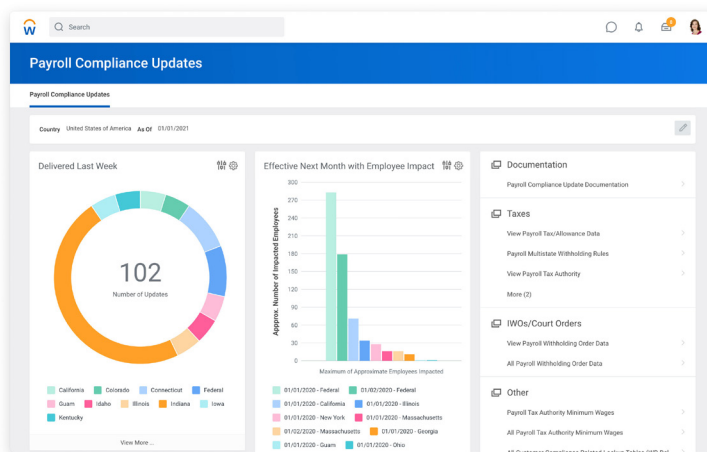 Search
Payroll Compliance Updates
Payroll Compliance Updates
Country United States of America As Of 01/01/2021
Delivered Last Week
102
Number of Updates
California Colorado Connecticut Federal
Guam Idaho Illinois Indiana Iowa
Kentucky
View More ...
Effective Next Month with Employee Impact
Appprox. Number of Impacted Employees
300
270
240
210
180
150
120
90
60
30
0
Maximum of Approximate Employees Impacted
01/01/2020 - Federal 01/02/2020 - Federal
01/01/2020 - California 01/01/2020 - Illinois
01/01/2020 - New York 01/01/2020 - Massachusetts
01/02/2020 - Massachusetts 01/01/2020 - Georgia
01/01/2020 - Guam 01/01/2020 - Ohio
Documentation
Payroll Compliance Update Documentation
Taxes
View Payroll Tax/Allowance Data
Payroll Multistate Withholding Rules
View Payroll Tax Authority
More (2)
IWOs/Court Orders
View Payroll Withholding Order Data
All Payroll Withholding Order Data
Other
Payroll Tax Authority Minimum Wages
All Payroll Tax Authority Minimum Wages